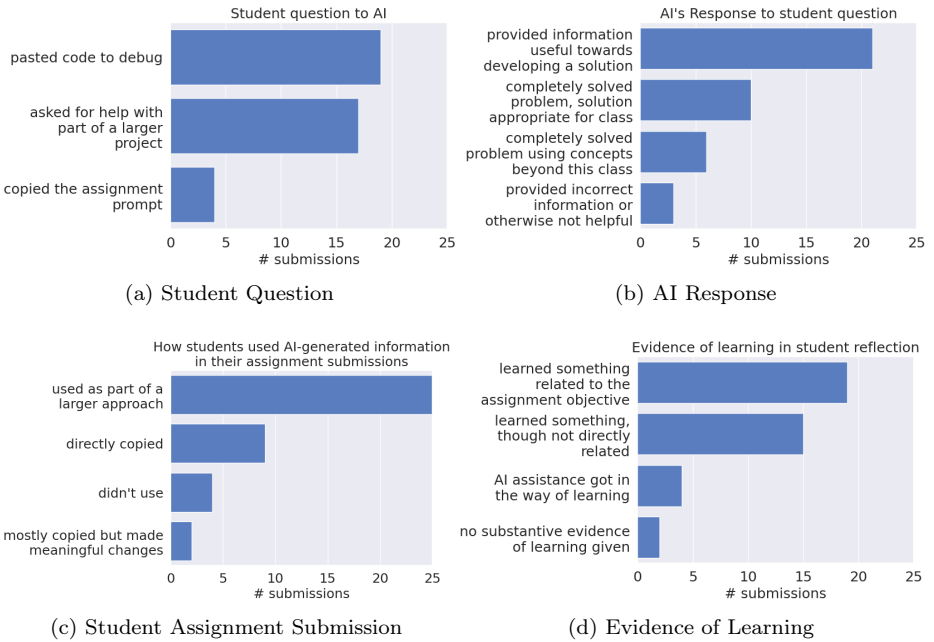 Student question to AI
pasted code to debug
asked for help with
part of a larger
project
copied the assignment
prompt
0 5 10 15 20 25
# submissions
(a) Student Question
AI's Response to student question
provided information
useful towards
developing a solution
completely solved
problem, solution
appropriate for class
completely solved
problem using concepts
beyond this class
provided incorrect
information or
otherwise not helpful
0 5 10 15 20 25
# submissions
(b) AI Response
How students used AI-generated information
in their assignment submissions
used as part of a
larger approach
directly copied
didn't use
mostly copied but made
meaningful changes
0 5 10 15 20 25
# submissions
(c) Student Assignment Submission
Evidence of learning in student reflection
learned something
related to the
assignment objective
learned something,
though not directly
related
AI assistance got in
the way of learning
no substantive evidence
of learning given
0 5 10 15 20 25
# submissions
(d) Evidence of Learning